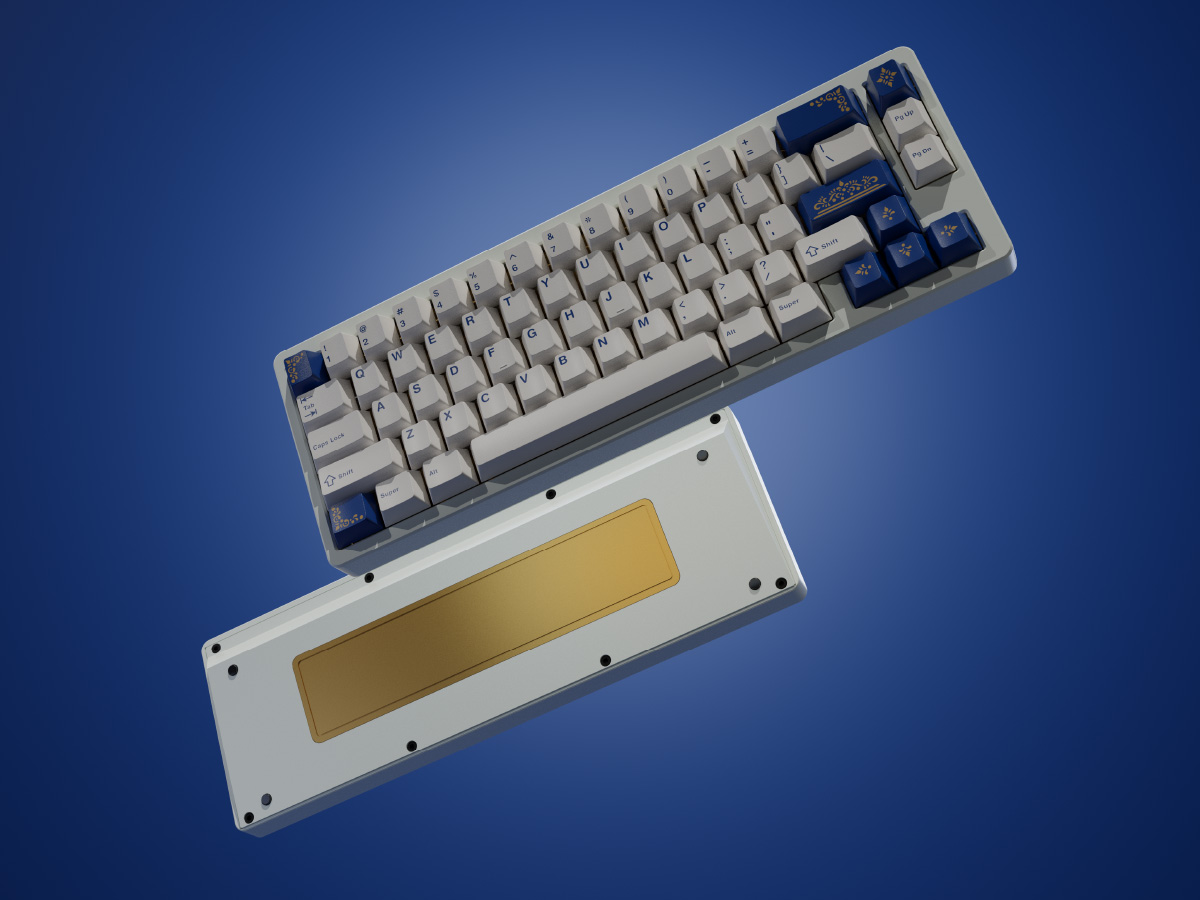 ! 1 @ 2 # 3 $ 4 % 5 ^ 6 & 7 * 8 ( 9 ) 0 _ - + =
Tab Q W E R T Y U I O P { [ } ] | \ Pg Up
Caps Lock A S D F G H J K L : ; " ' Pg Dn
Shift Z X C V B N M < , > . ? / Shift
Super Alt Alt Super